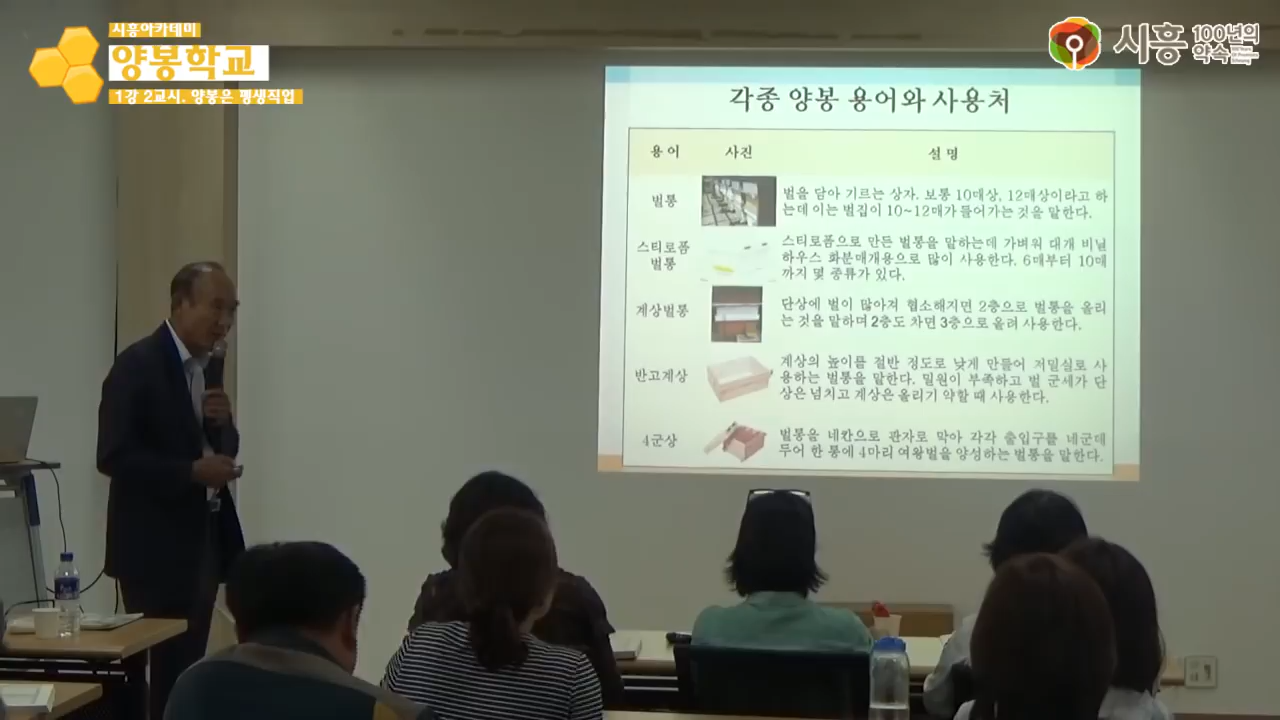 시흥아카데미
양봉학교
1강 2교시. 양봉은 평생직업
시흥 100년의 약속
각종 양봉 용어와 사용처
용 어 사진 설 명
벌통
벌을 담아 기르는 상자. 보통 10매상, 12매상이라고 하
는데 이는 벌집이 10~12매가 들어가는 것을 말한다.
스티로폼
벌통
스티로폼으로 만든 벌통을 말하는데 가벼워 대개 비닐
하우스 화분매개용으로 많이 사용한다. 6매부터 10매
까지 몇 종류가 있다.
계상벌통
단상에 벌이 많아져 협소해지면 2층으로 벌통을 올리
는 것을 말하며 2층도 차면 3층으로 올려 사용한다.
반고계상
계상의 높이를 절반 정도로 낮게 만들어 저밀실로 사
용하는 벌통을 말한다. 밀원이 부족하고 벌 군세가 단
상은 넘치고 계상은 올리기 약할 때 사용한다.
4군상
벌통을 네칸으로 판자로 막아 각각 출입구를 네군데
두어 한 통에 4마리 여왕벌을 양성하는 벌통을 말한다.